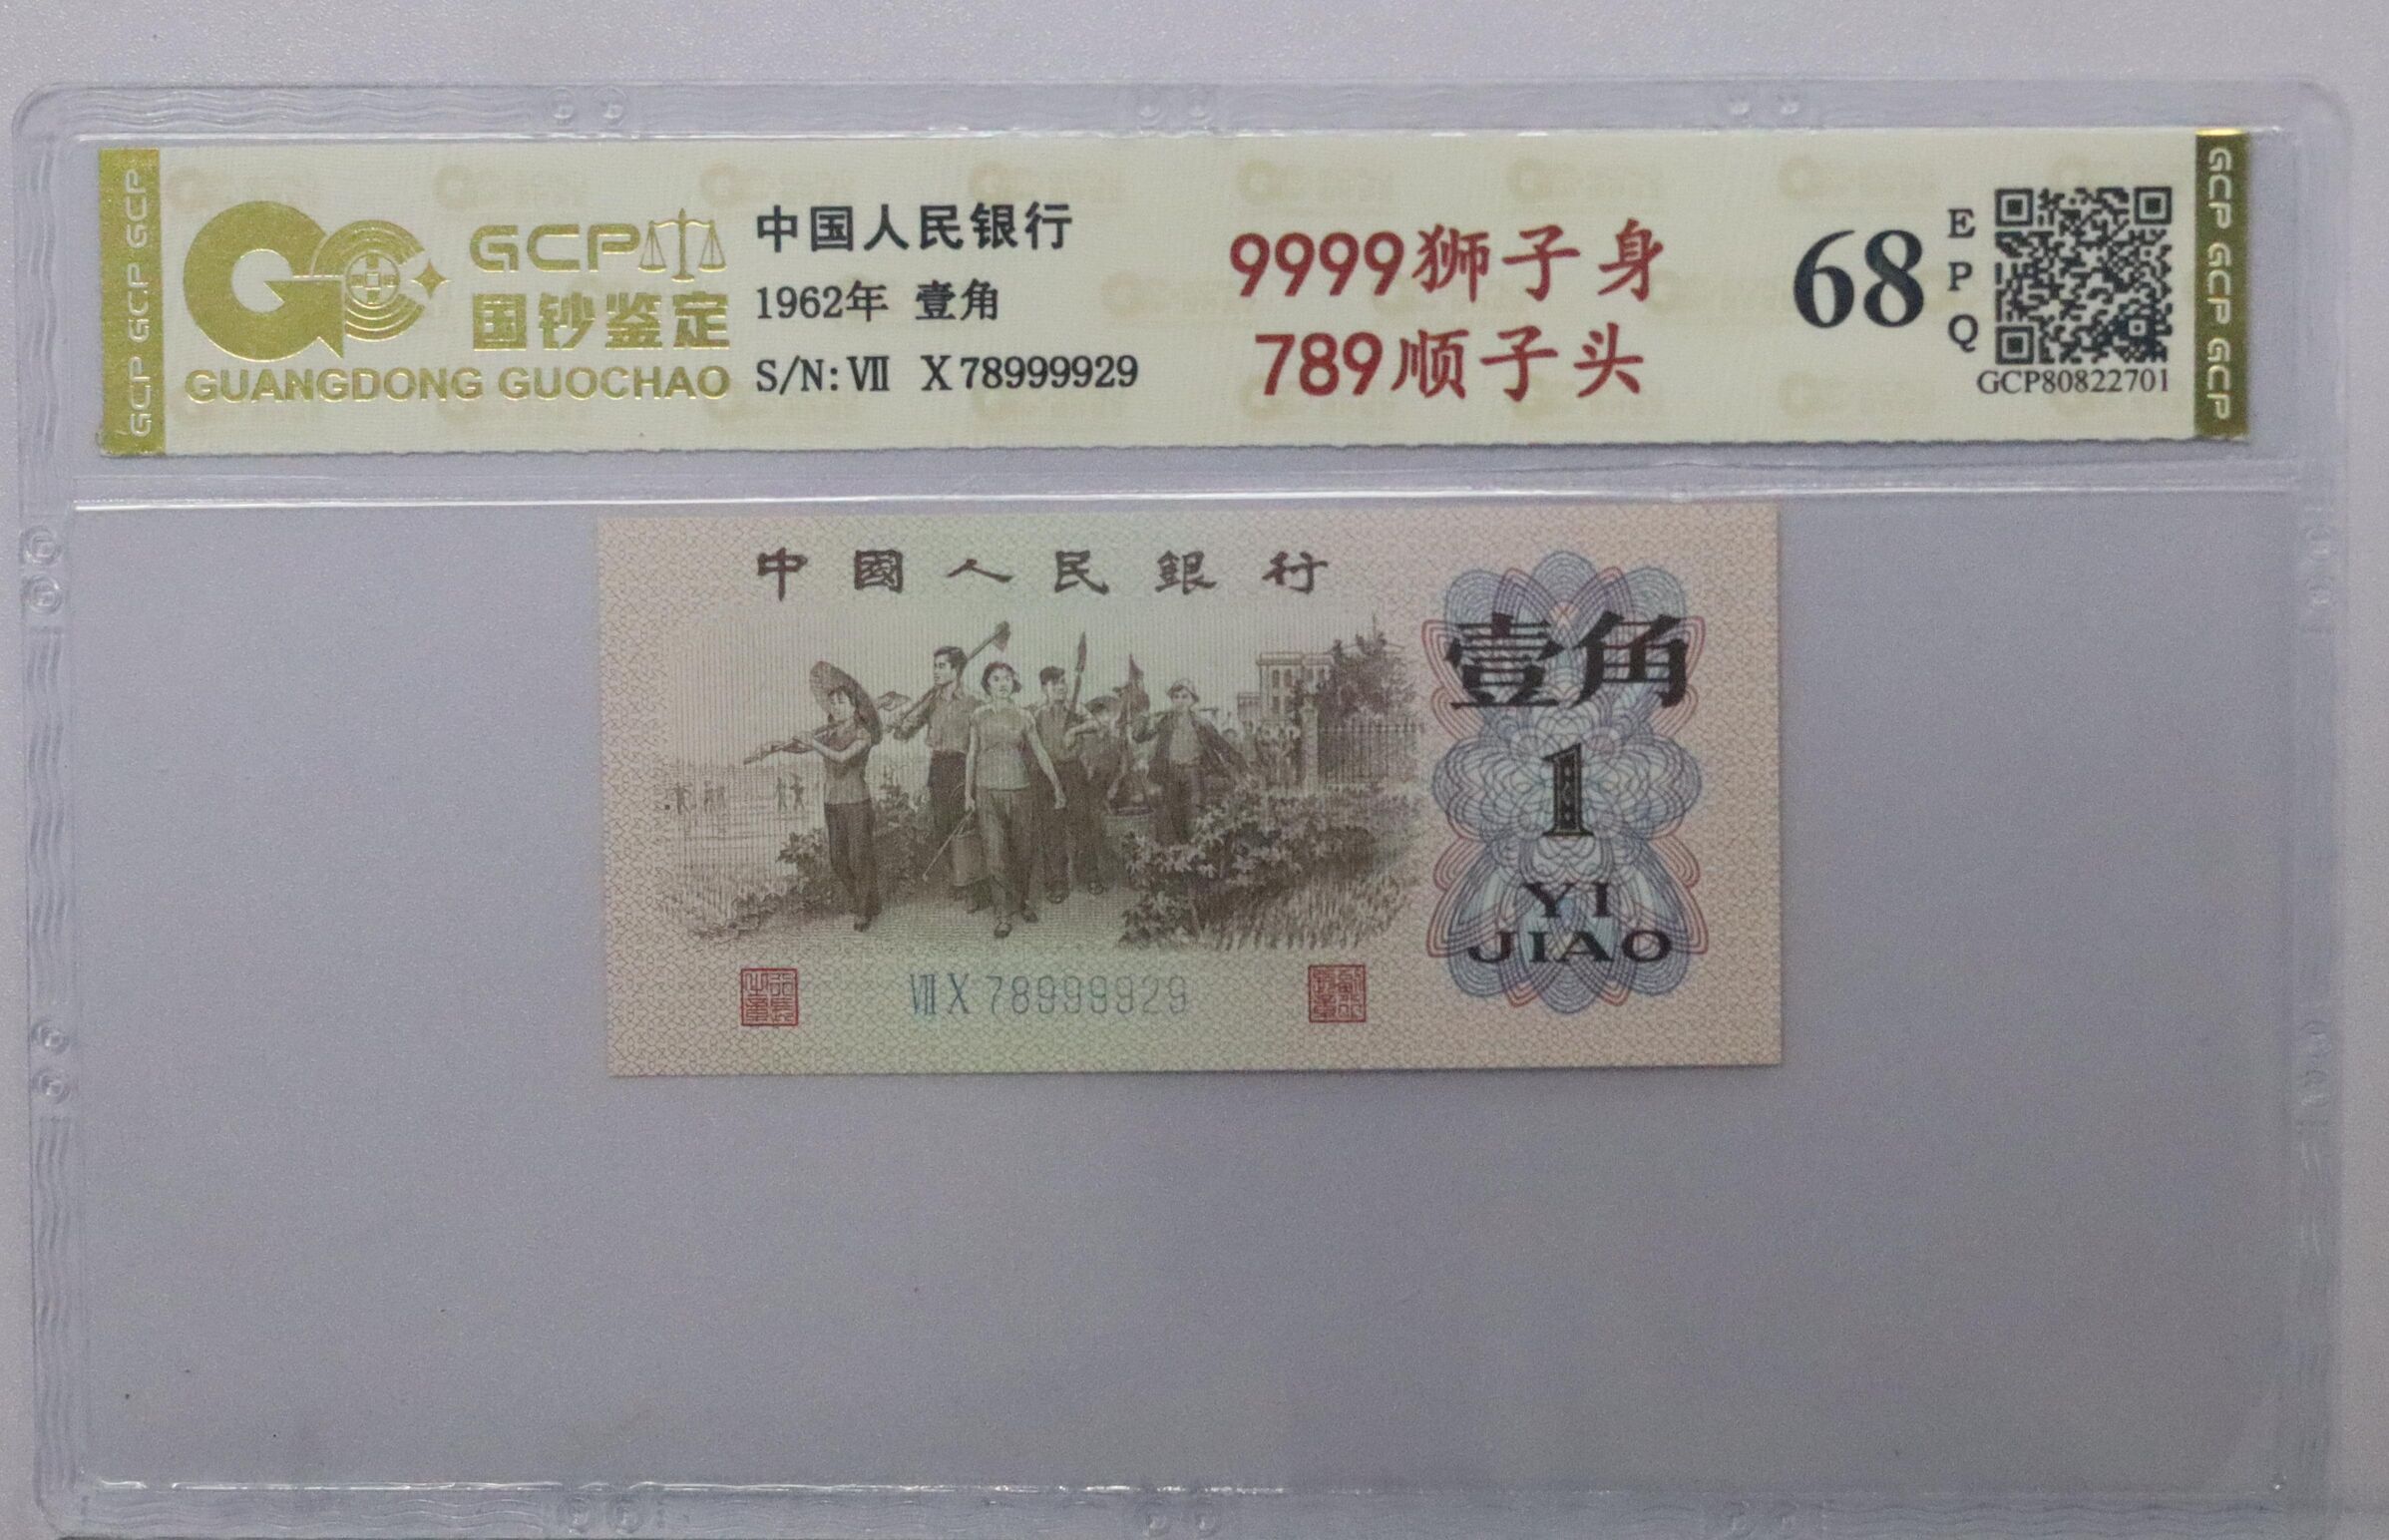 GCP GCP GCP
GCP
国钞鉴定
GUANGDONG GUOCHAO
中国人民银行
1962年 壹角
S/N: Ⅶ X 78999929
9999狮子身
789顺子头
68
E
P
Q
GCP80822701
GCP GCP GCP
中國人民銀行
壹角
1
YI
JIAO
Ⅶ X 78999929